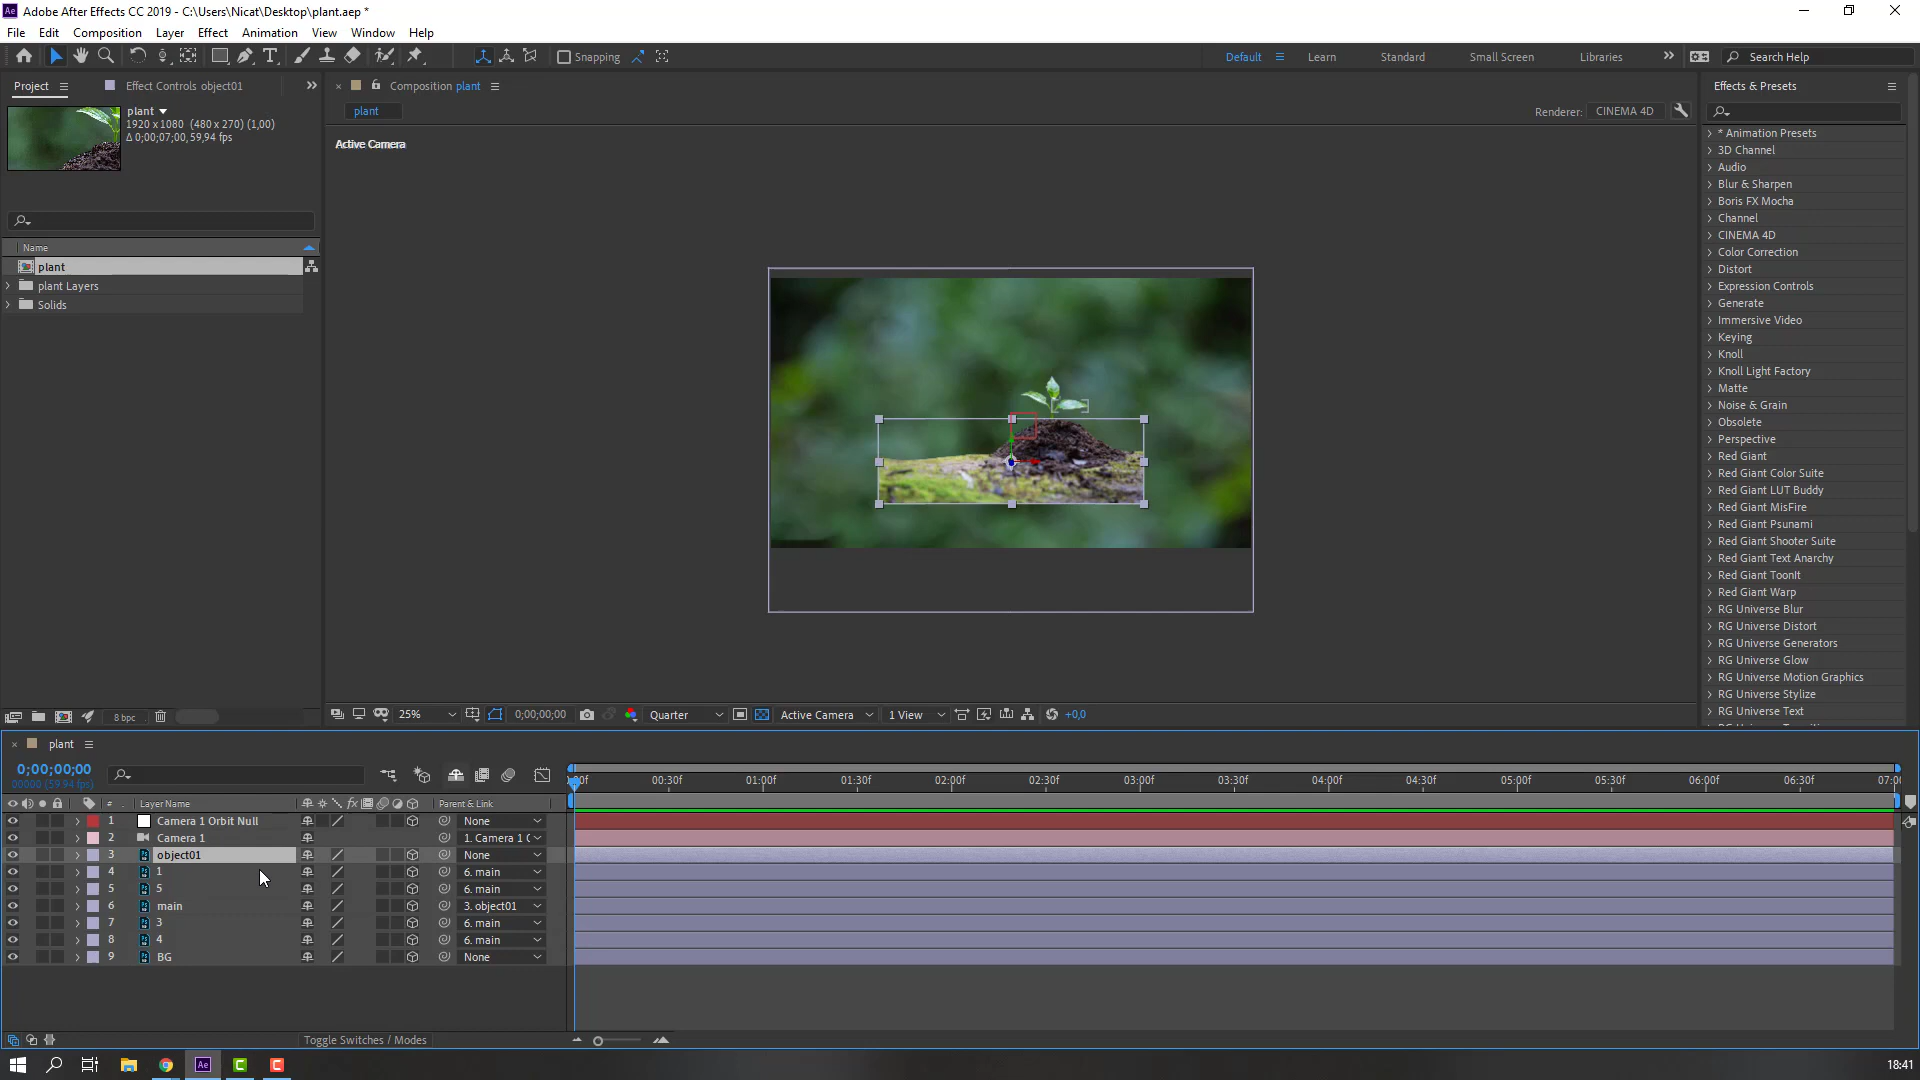 Ae Adobe After Effects CC 2019 - C:\Users\Nicat\Desktop\plant.aep *
File Edit Composition Layer Effect Animation View Window Help
Snapping
Default Learn Standard Small Screen Libraries Search Help
Project Effect Controls object01
Composition plant
Effects & Presets
plant
1920 x 1080 (480 x 270) (1,00)
Δ 0;00;07;00, 59,94 fps
plant
Renderer: CINEMA 4D
Active Camera
Name
plant
plant Layers
Solids
* Animation Presets
3D Channel
Audio
Blur & Sharpen
Boris FX Mocha
Channel
CINEMA 4D
Color Correction
Distort
Expression Controls
Generate
Immersive Video
Keying
Knoll
Knoll Light Factory
Matte
Noise & Grain
Obsolete
Perspective
Red Giant
Red Giant Color Suite
Red Giant LUT Buddy
Red Giant MisFire
Red Giant Psunami
Red Giant Shooter Suite
Red Giant Text Anarchy
Red Giant ToonIt
Red Giant Warp
RG Universe Blur
RG Universe Distort
RG Universe Generators
RG Universe Glow
RG Universe Motion Graphics
RG Universe Stylize
RG Universe Text
8 bpc
25% 0;00;00;00 Quarter Active Camera 1 View +0,0
plant
0;00;00;00
00000 (59.94 fps)
00f 00:30f 01:00f 01:30f 02:00f 02:30f 03:00f 03:30f 04:00f 04:30f 05:00f 05:30f 06:00f 06:30f 07:00
# Layer Name fx Parent & Link
1 Camera 1 Orbit Null None
2 Camera 1 1. Camera 1 O
3 object01 None
4 1 6. main
5 5 6. main
6 main 3. object01
7 3 6. main
8 4 6. main
9 BG None
Toggle Switches / Modes
Ae
18:41